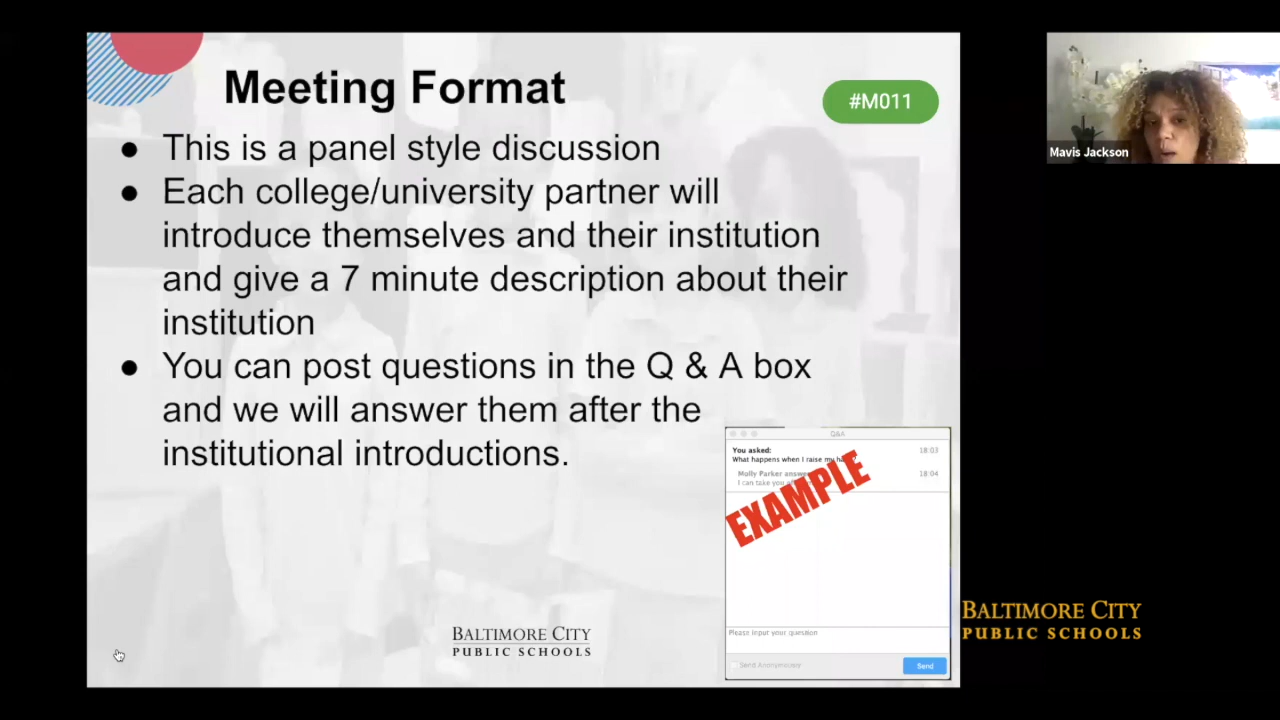 Meeting Format
#M011
● This is a panel style discussion
● Each college/university partner will
introduce themselves and their institution
and give a 7 minute description about their
institution
● You can post questions in the Q & A box
and we will answer them after the
institutional introductions.
Q&A
You asked:
18:03
What happens when I raise my
Molly Parker
18:04
I can take you
EXAMPLE
Please input your question
Send Anonymously
Send
BALTIMORE CITY
PUBLIC SCHOOLS
Mavis Jackson
BALTIMORE CITY
PUBLIC SCHOOLS